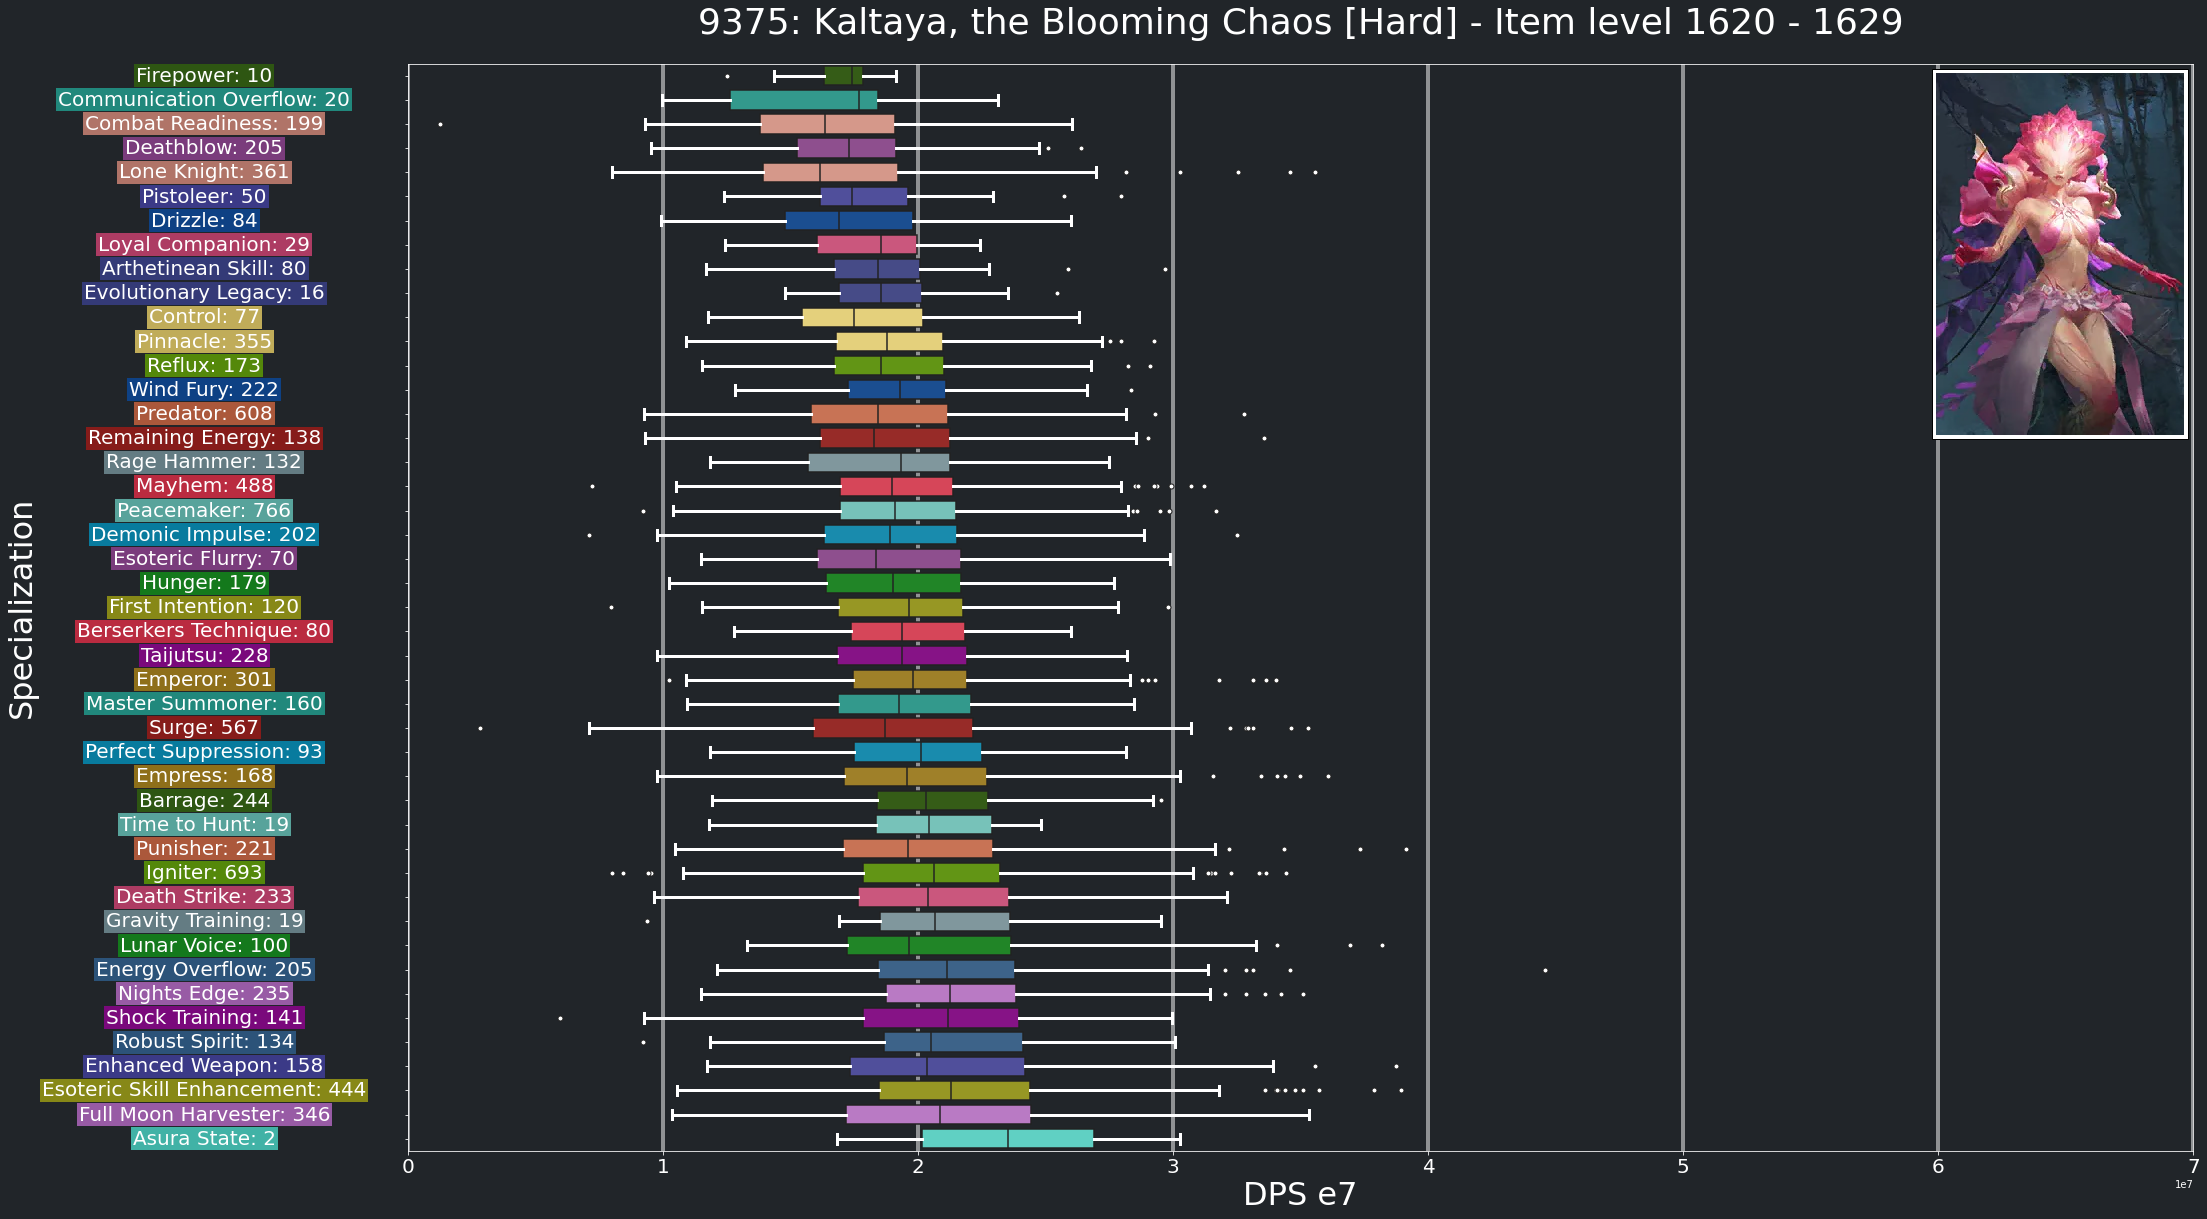 9375: Kaltaya, the Blooming Chaos [Hard] - Item level 1620 - 1629
Specialization
Firepower: 10
Communication Overflow: 20
Combat Readiness: 199
Deathblow: 205
Lone Knight: 361
Pistoleer: 50
Drizzle: 84
Loyal Companion: 29
Arthetinean Skill: 80
Evolutionary Legacy: 16
Control: 77
Pinnacle: 355
Reflux: 173
Wind Fury: 222
Predator: 608
Remaining Energy: 138
Rage Hammer: 132
Mayhem: 488
Peacemaker: 766
Demonic Impulse: 202
Esoteric Flurry: 70
Hunger: 179
First Intention: 120
Berserkers Technique: 80
Taijutsu: 228
Emperor: 301
Master Summoner: 160
Surge: 567
Perfect Suppression: 93
Empress: 168
Barrage: 244
Time to Hunt: 19
Punisher: 221
Igniter: 693
Death Strike: 233
Gravity Training: 19
Lunar Voice: 100
Energy Overflow: 205
Nights Edge: 235
Shock Training: 141
Robust Spirit: 134
Enhanced Weapon: 158
Esoteric Skill Enhancement: 444
Full Moon Harvester: 346
Asura State: 2
0 1 2 3 4 5 6 7
DPS e7
1e7